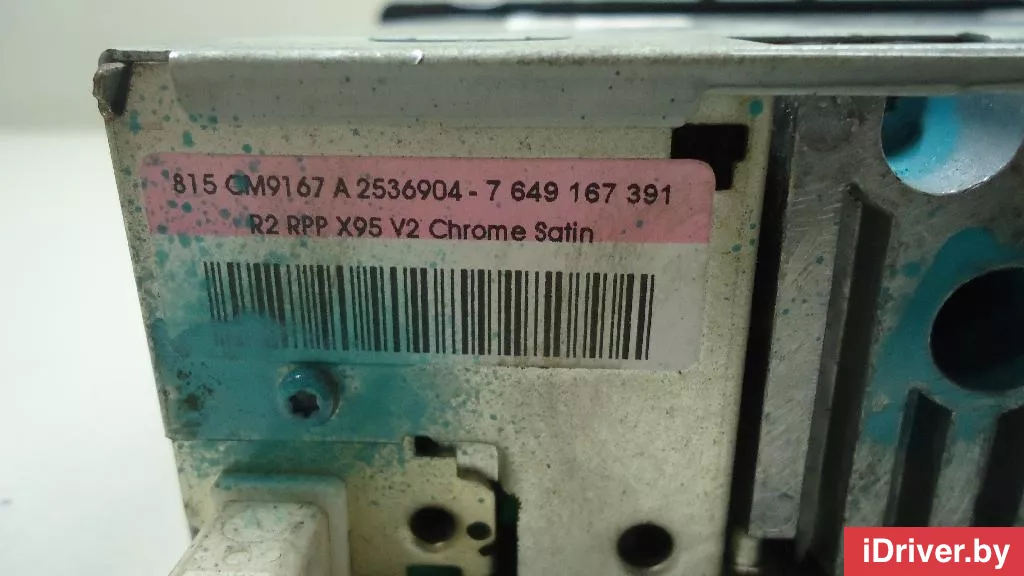 815 CM9167 A 2536904 - 7 649 167 391
R2 RPP X95 V2 Chrome Satin
iDriver.by